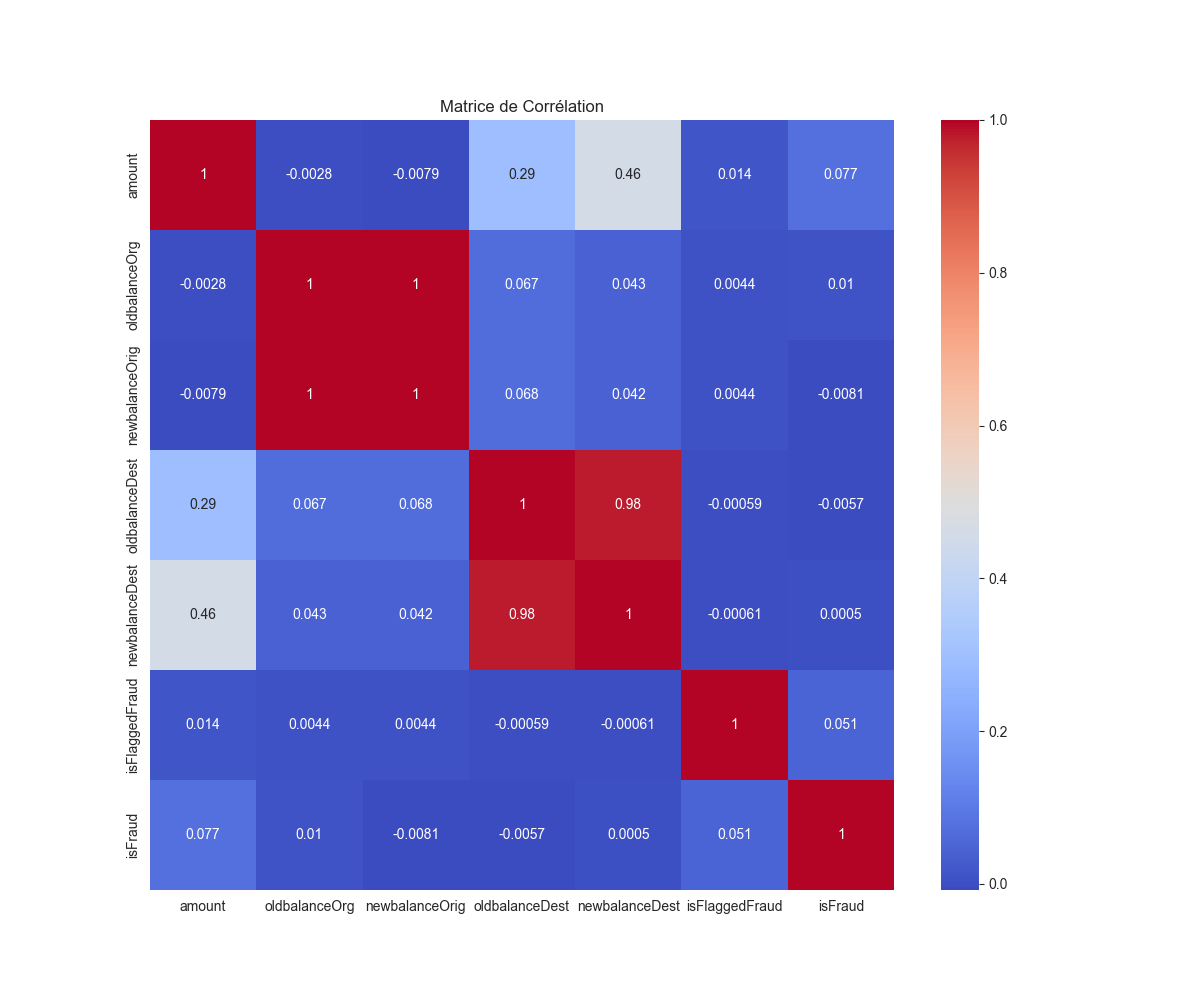 Matrice de Corrélation
amount 1 -0.0028 -0.0079 0.29 0.46 0.014 0.077
oldbalanceOrg -0.0028 1 1 0.067 0.043 0.0044 0.01
newbalanceOrig -0.0079 1 1 0.068 0.042 0.0044 -0.0081
oldbalanceDest 0.29 0.067 0.068 1 0.98 -0.00059 -0.0057
newbalanceDest 0.46 0.043 0.042 0.98 1 -0.00061 0.0005
isFlaggedFraud 0.014 0.0044 0.0044 -0.00059 -0.00061 1 0.051
isFraud 0.077 0.01 -0.0081 -0.0057 0.0005 0.051 1
amount oldbalanceOrg newbalanceOrig oldbalanceDest newbalanceDest isFlaggedFraud isFraud
1.0
0.8
0.6
0.4
0.2
0.0